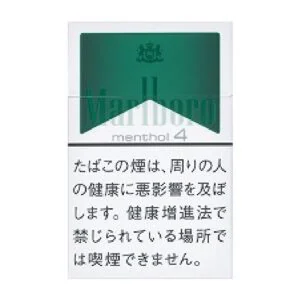 Marlboro
menthol 4
たばこの煙は、周りの人
の健康に悪影響を及ぼ
します。健康増進法で
禁じられている場所で
は喫煙できません。